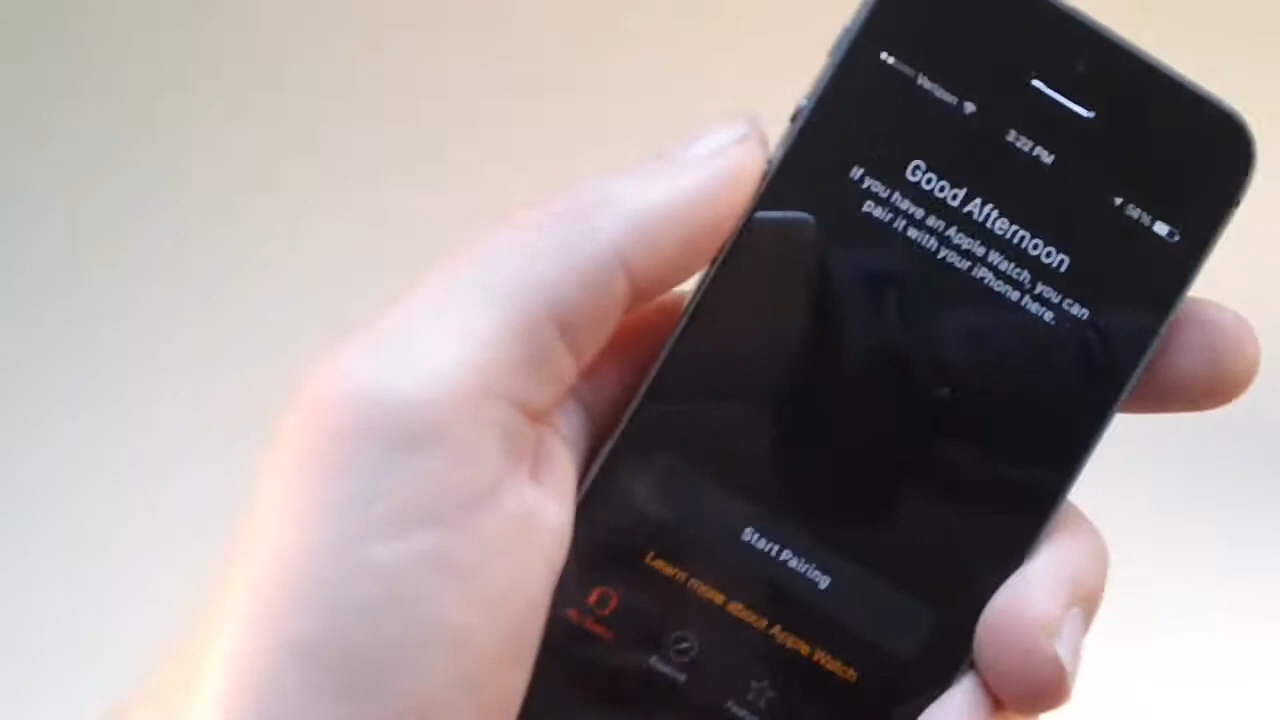 Verizon
3:22 PM
Good Afternoon
If you have an Apple Watch, you can
pair it with your iPhone here.
Start Pairing
Learn more about Apple Watch